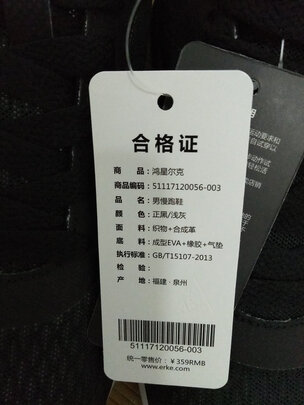 合格证
商品：鸿星尔克
商品编码：51117120056-003
品名：男慢跑鞋
颜色：正黑/浅灰
面料：织物+合成革
底料：成型EVA+橡胶+气垫
执行标准：GB/T15107-2013
检验：
产地：福建·泉州
51117120056-003
统一零售价：￥359RMB
www.erke.com